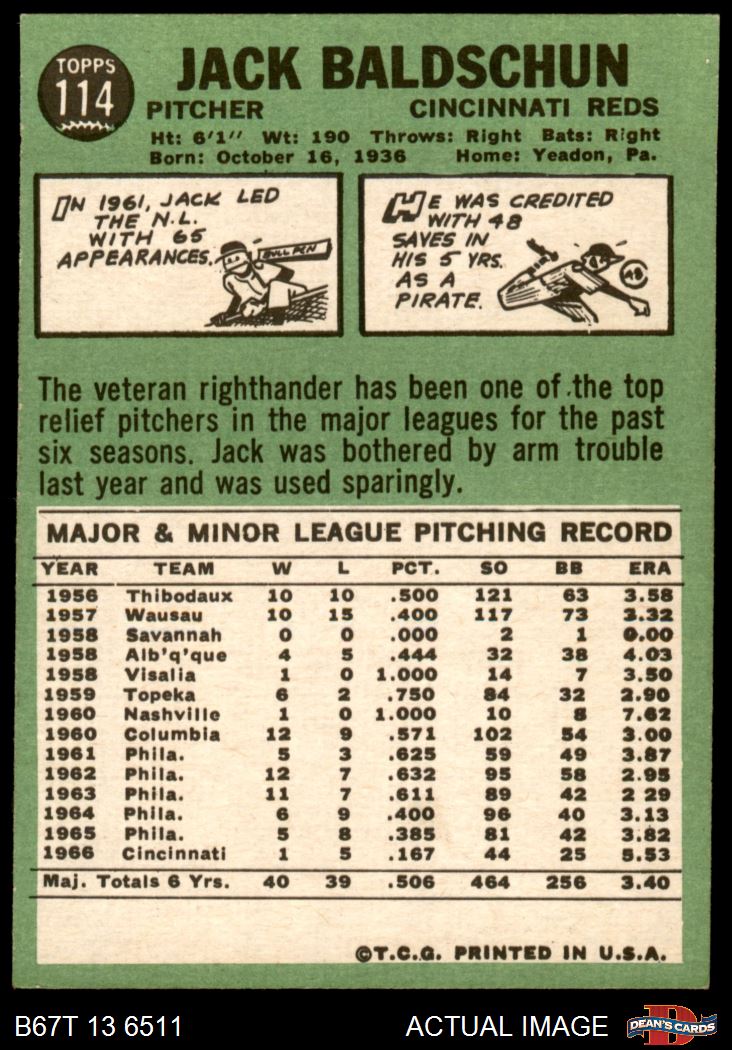 TOPPS
114
JACK BALDSCHUN
PITCHER CINCINNATI REDS
Ht: 6'1" Wt: 190 Throws: Right Bats: Right
Born: October 16, 1936 Home: Yeadon, Pa.
IN 1961, JACK LED
THE N.L.
WITH 65
APPEARANCES.
BULL PEN
HE WAS CREDITED
WITH 48
SAVES IN
HIS 5 YRS.
AS A
PIRATE.
48
The veteran righthander has been one of the top
relief pitchers in the major leagues for the past
six seasons. Jack was bothered by arm trouble
last year and was used sparingly.
MAJOR & MINOR LEAGUE PITCHING RECORD
YEAR TEAM W L PCT. SO BB ERA
1956 Thibodaux 10 10 .500 121 63 3.58
1957 Wausau 10 15 .400 117 73 3.32
1958 Savannah 0 0 .000 2 1 0.00
1958 Alb'q'que 4 5 .444 32 38 4.03
1958 Visalia 1 0 1.000 14 7 3.50
1959 Topeka 6 2 .750 84 32 2.90
1960 Nashville 1 0 1.000 10 8 7.62
1960 Columbia 12 9 .571 102 54 3.00
1961 Phila. 5 3 .625 59 49 3.87
1962 Phila. 12 7 .632 95 58 2.95
1963 Phila. 11 7 .611 89 42 2 29
1964 Phila. 6 9 .400 96 40 3.13
1965 Phila. 5 8 .385 81 42 3.82
1966 Cincinnati 1 5 .167 44 25 5.53
Maj. Totals 6 Yrs. 40 39 .506 464 256 3.40
©T.C.G. PRINTED IN U.S.A.
B67T 13 6511 ACTUAL IMAGE DEAN'S CARDS